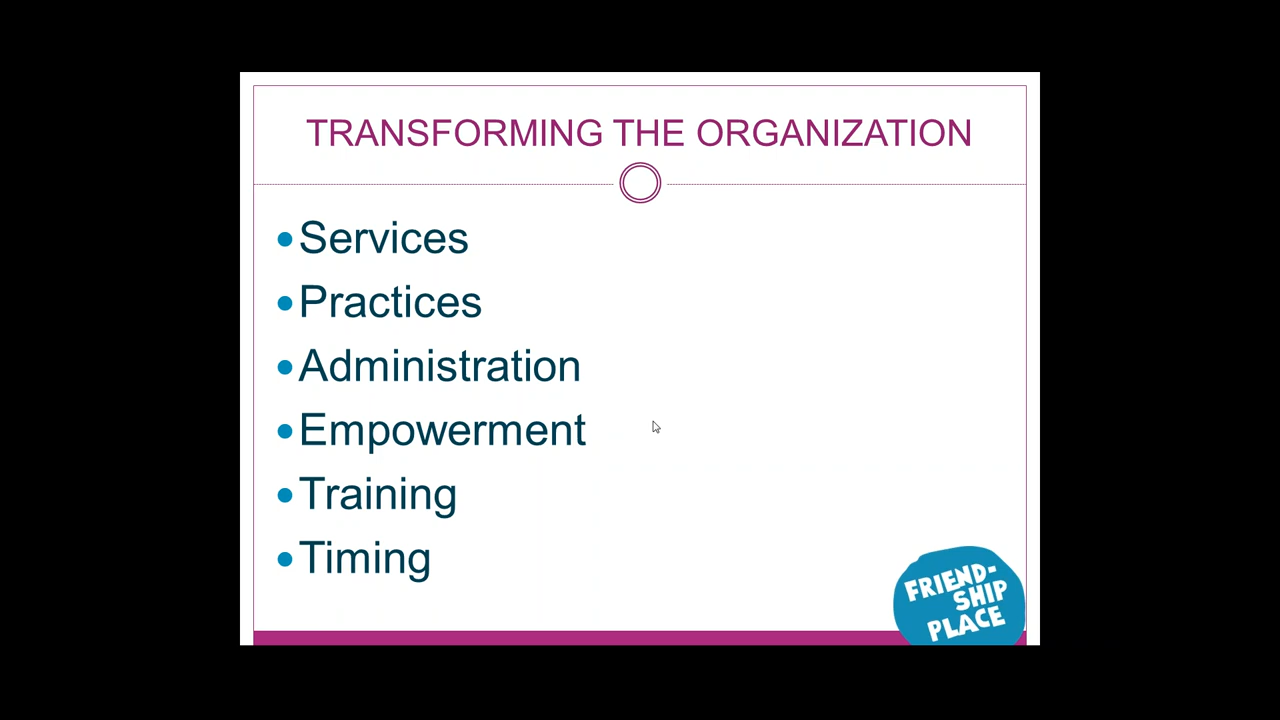 TRANSFORMING THE ORGANIZATION
•Services
•Practices
•Administration
•Empowerment
•Training
•Timing
FRIEND-
SHIP
PLACE